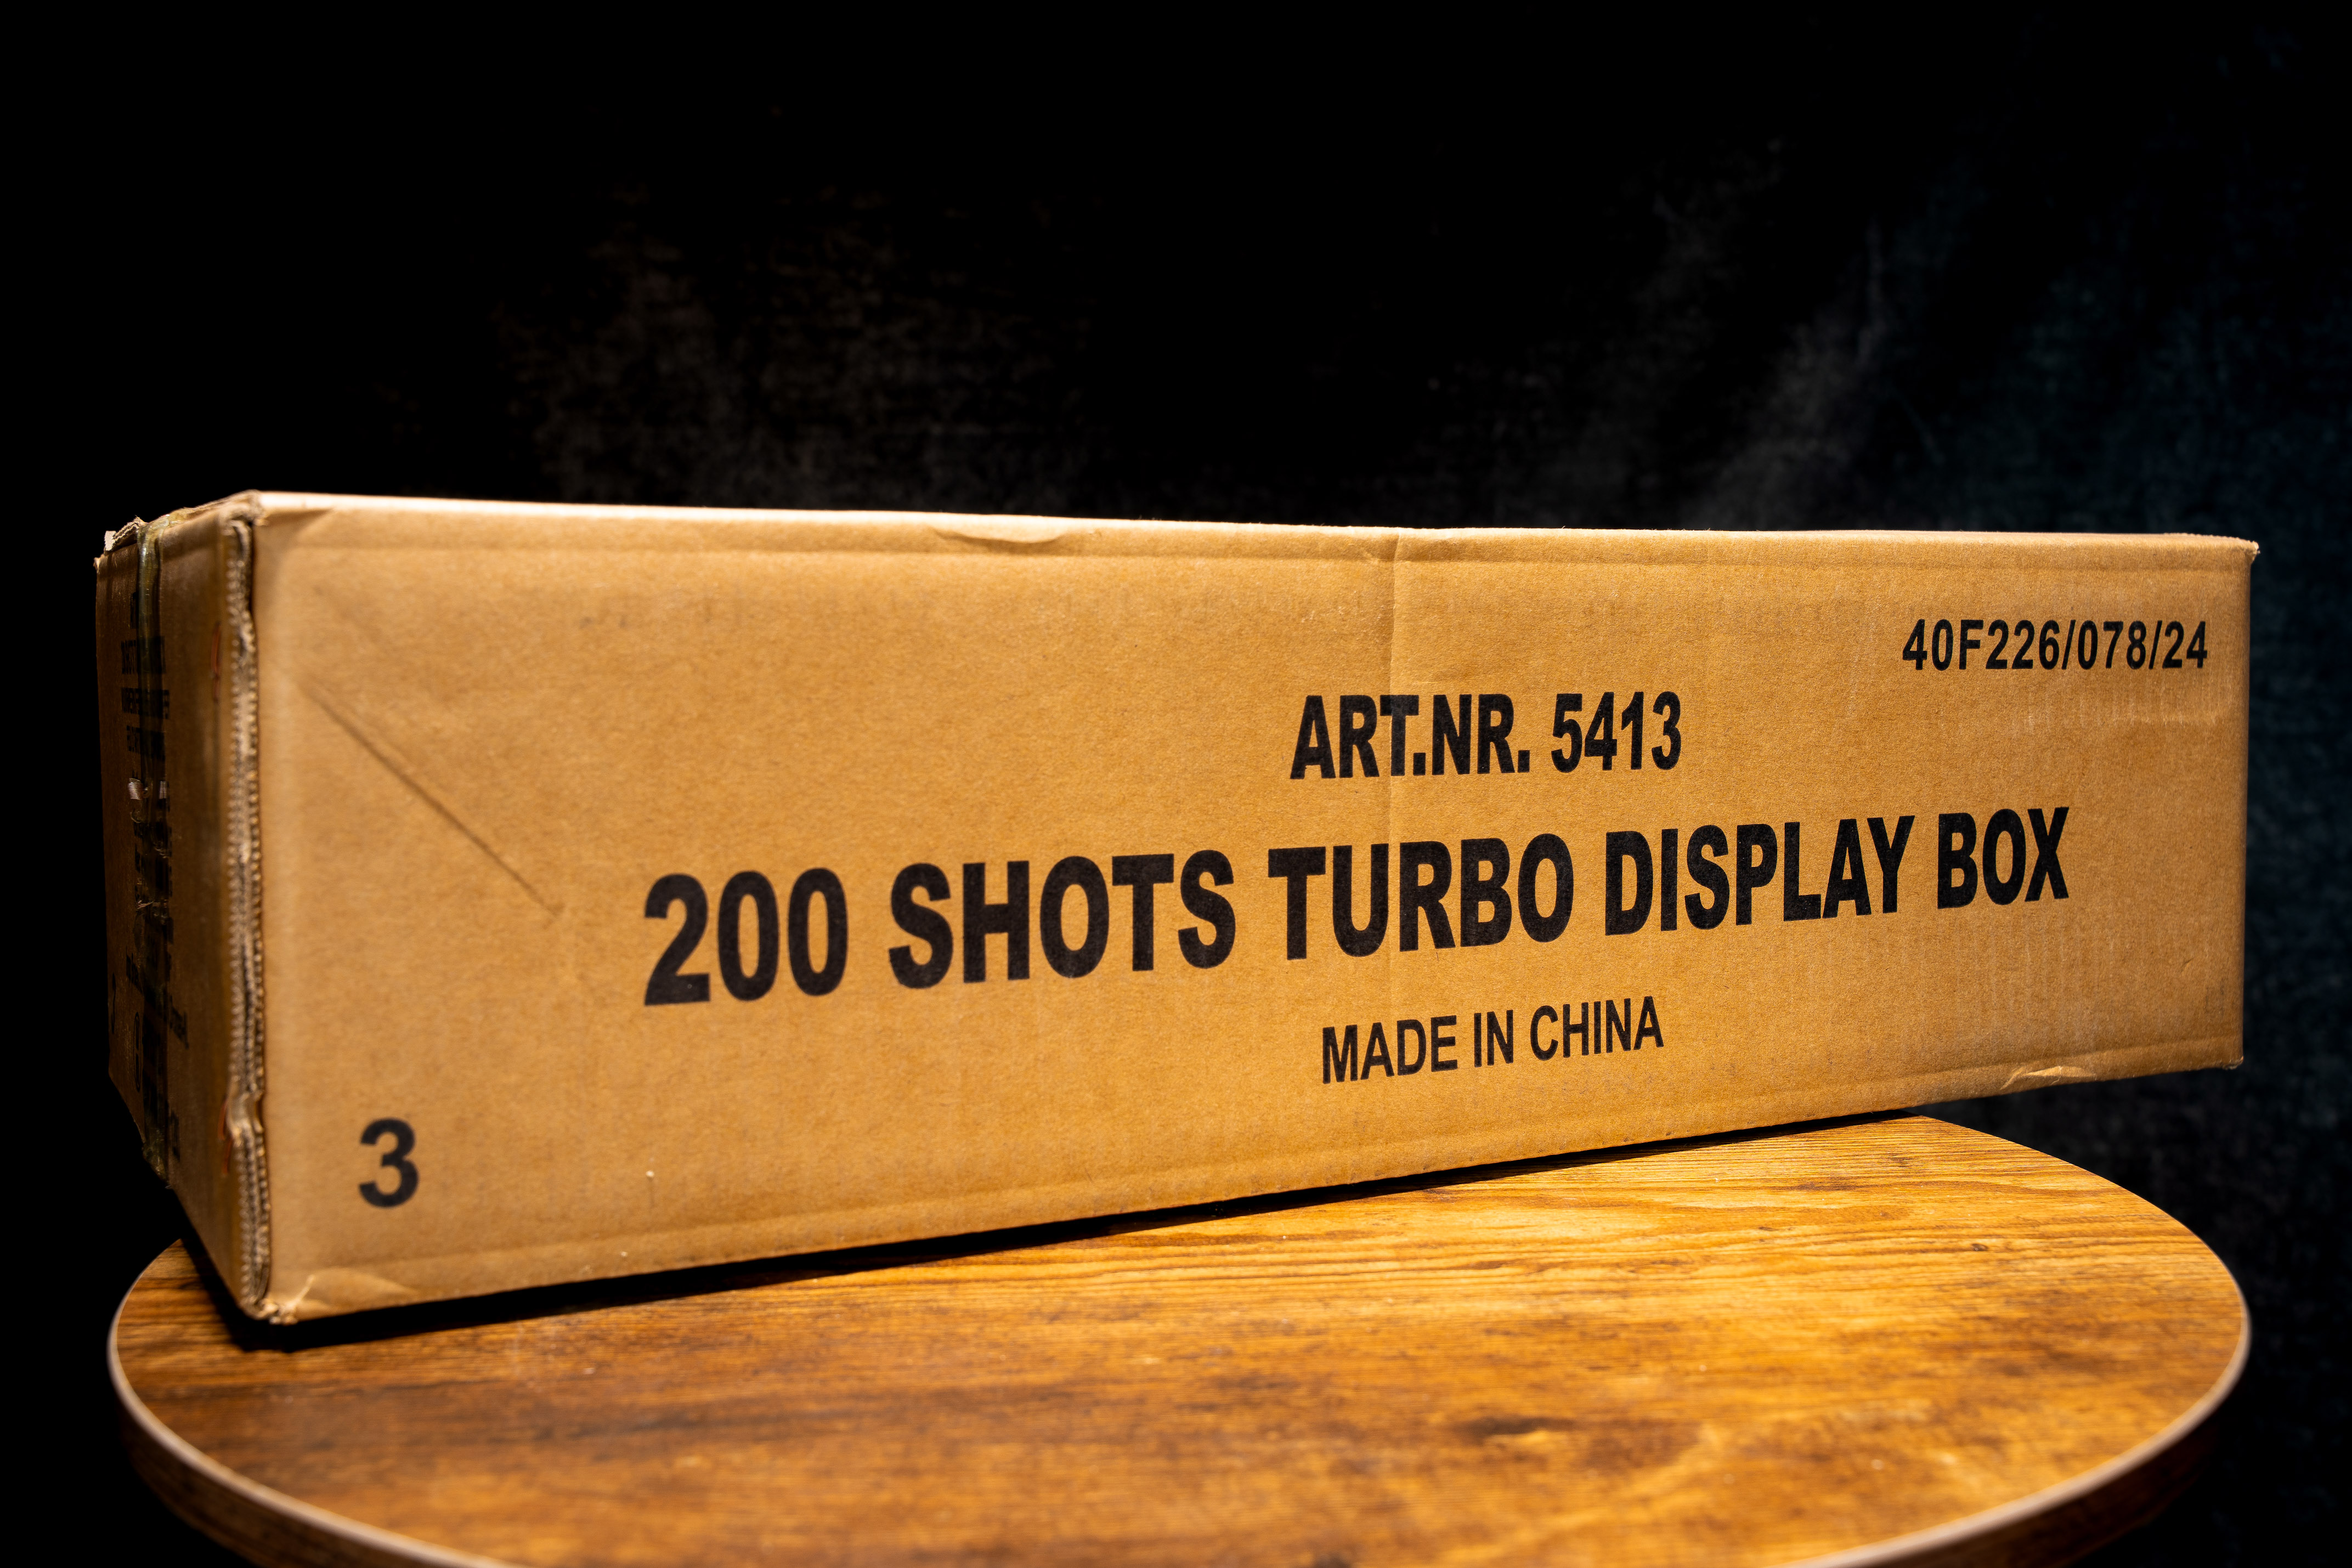 40F226/078/24
ART.NR. 5413
200 SHOTS TURBO DISPLAY BOX
MADE IN CHINA
3